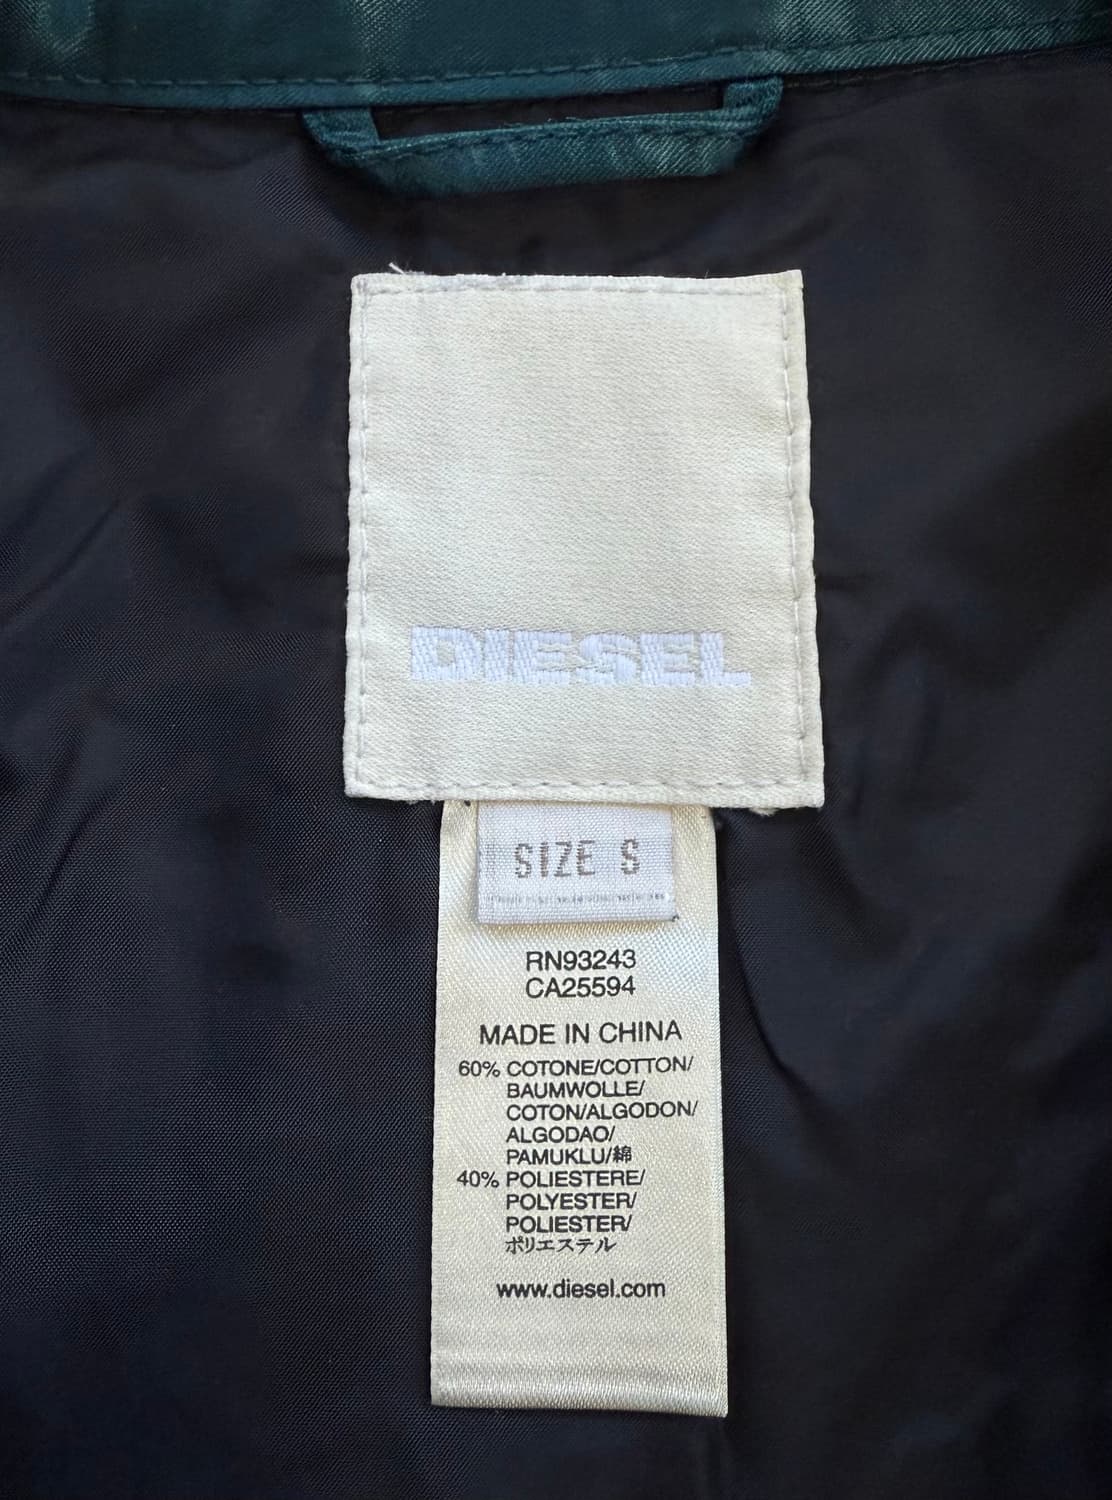 DIESEL
SIZE S
RN93243
CA25594
MADE IN CHINA
60% COTONE/COTTON/
BAUMWOLLE/
COTON/ALGODON/
ALGODAO/
PAMUKLU/綿
40% POLIESTERE/
POLYESTER/
POLIESTER/
ポリエステル
www.diesel.com